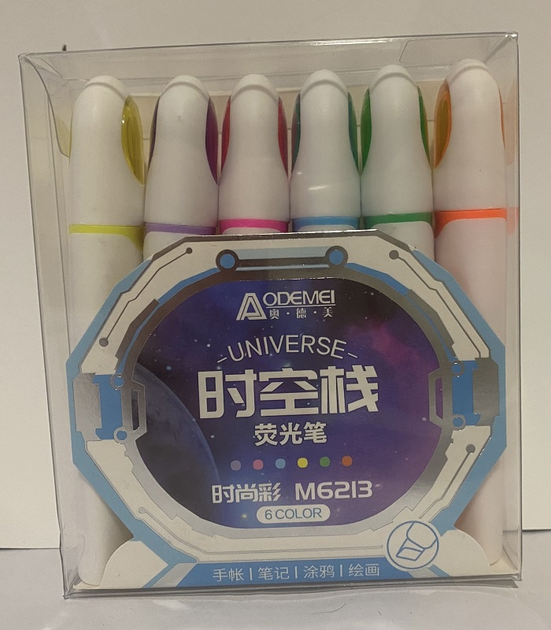 AODEMEI
奥·德·美
-UNIVERSE-
时空栈
荧光笔
时尚彩 M6213
6 COLOR
手帐|笔记|涂鸦|绘画